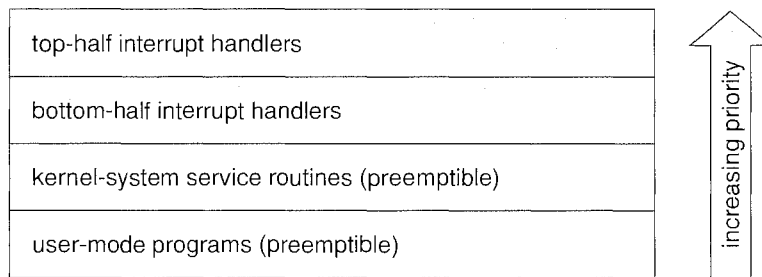 top-half interrupt handlers
bottom-half interrupt handlers
kernel-system service routines (preemptible)
user-mode programs (preemptible)
increasing priority